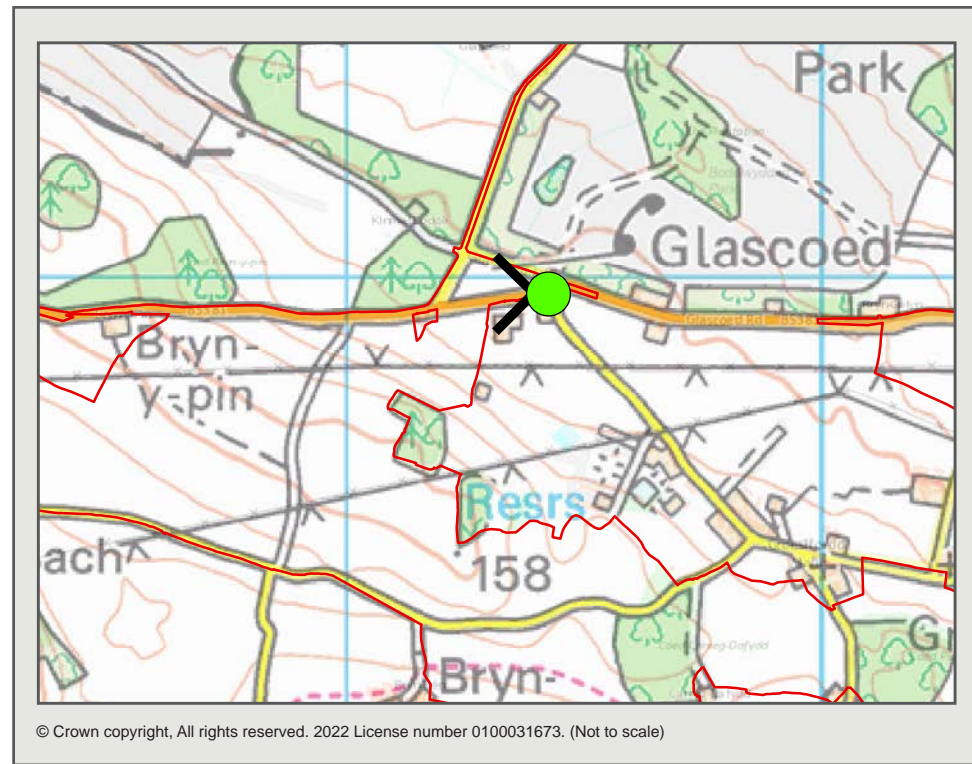 Park
Glascoed
Glascoed Rd
B5381
Bryn-
y-pin
Resrs
ach
158
Gr
Bryn-
© Crown copyright, All rights reserved. 2022 License number 0100031673. (Not to scale)